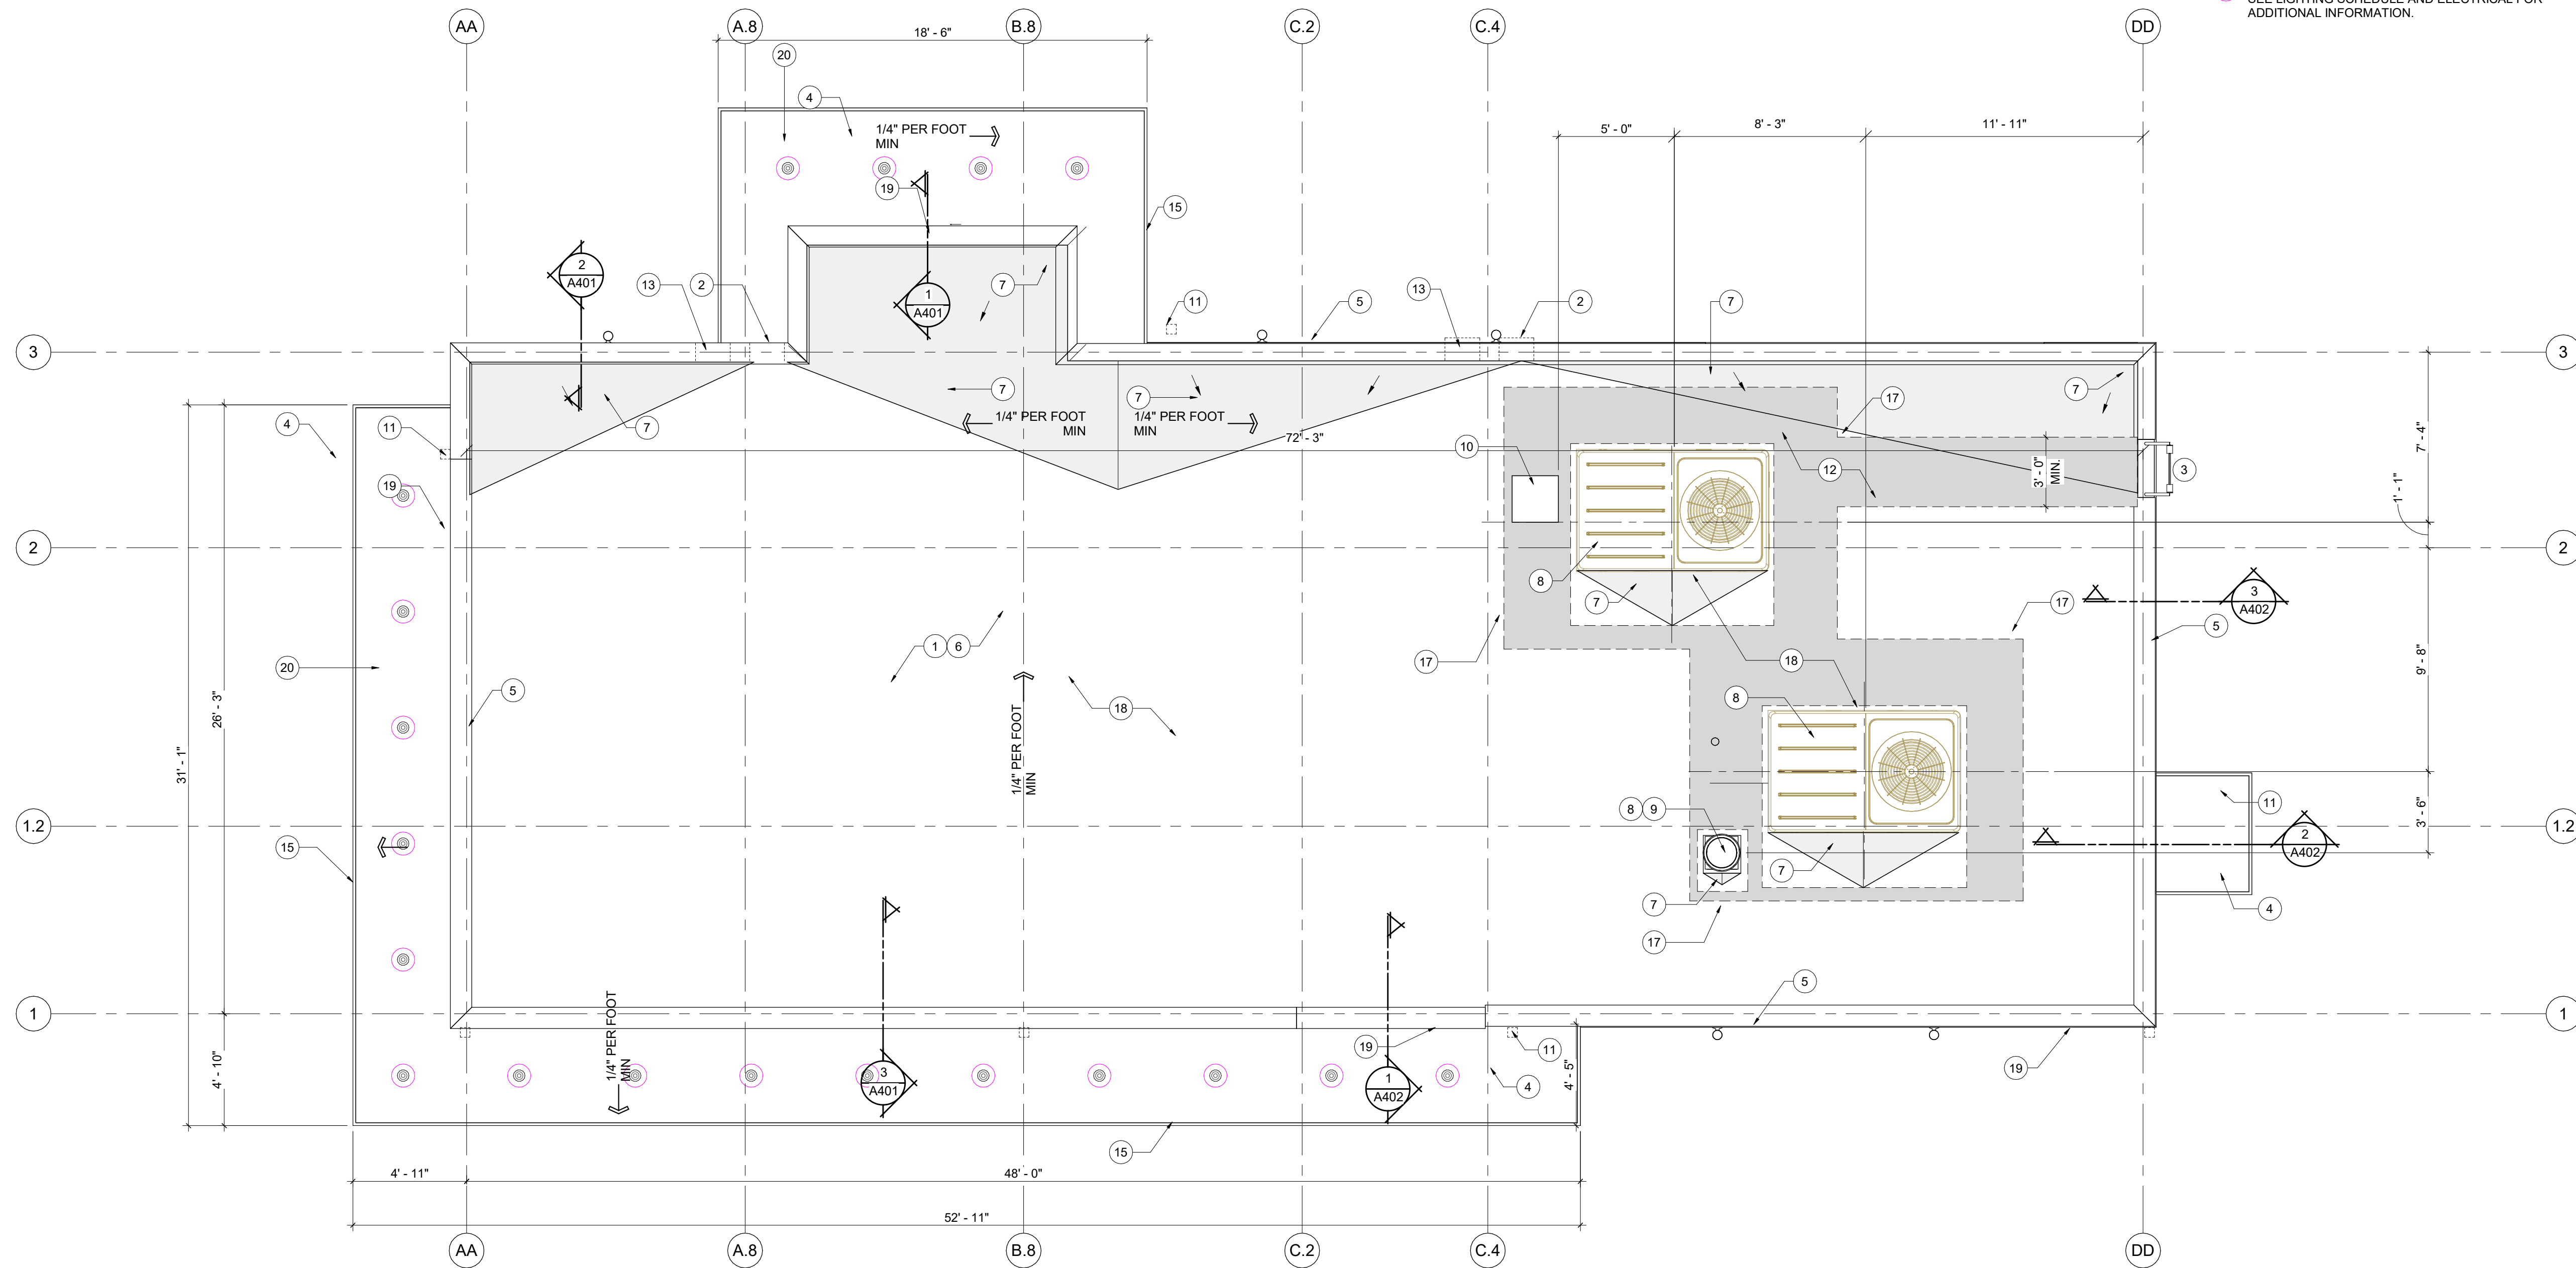 ADDITIONAL INFORMATION.
AA
A.8
B.8
C.2
C.4
DD
18' - 6"
20
4
1/4" PER FOOT
MIN
5' - 0"
8' - 3"
11' - 11"
19
15
2
A401
13
2
1
A401
7
11
5
13
2
7
3
3
7
7
7
17
4
11
1/4" PER FOOT
MIN
1/4" PER FOOT
MIN
7
72' - 3"
10
12
3' - 0"
MIN.
3
7' - 4"
1' - 1"
19
2
2
8
7
17
3
A402
5
20
1
6
17
18
9' - 8"
5
18
8
26' - 3"
31' - 1"
1/4" PER FOOT
MIN
8
9
11
3' - 6"
1.2
1.2
15
2
A402
7
7
4
17
5
1
1
1/4" PER FOOT
MIN
19
11
19
4' - 10"
3
A401
1
A402
4' - 5"
4
15
4' - 11"
48' - 0"
52' - 11"
AA
A.8
B.8
C.2
C.4
DD